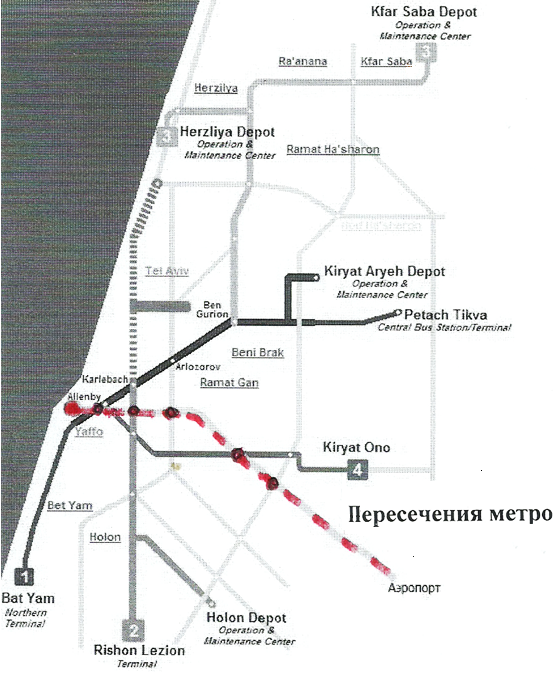 Kfar Saba Depot
Operation &
Maintenance Center
3
Ra'anana
Kfar Saba
Herzilya
3
Herzliya Depot
Operation &
Maintenance Center
Ramat Ha'sharon
Tel Aviv
Kiryat Aryeh Depot
Operation &
Maintenance Center
Ben
Gurion
Petach Tikva
Central Bus Station/Terminal
Beni Brak
Arlozorov
Karlebach
Ramat Gan
Allenby
Yaffo
Kiryat Ono
4
Bet Yam
Пересечения метро
Holon
1
Аэропорт
Bat Yam
Northern
Terminal
Holon Depot
Operation &
Maintenance Center
2
Rishon Lezion
Terminal